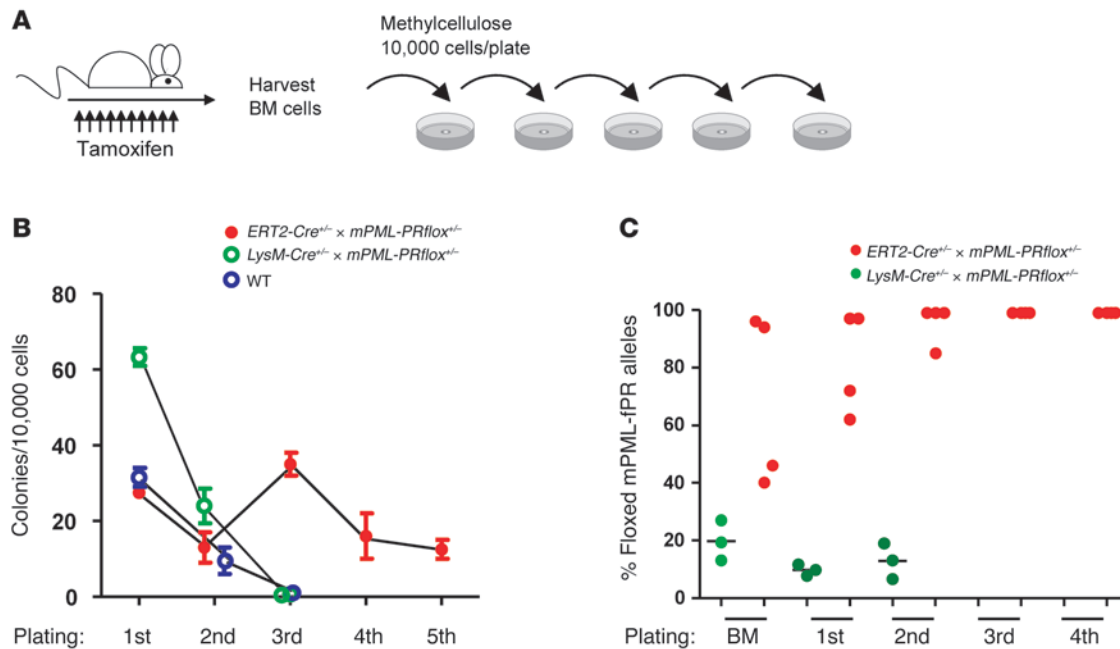 A
Methylcellulose
10,000 cells/plate
Harvest
BM cells
Tamoxifen
B
ERT2-Cre+/- × mPML-PRflox+/-
LysM-Cre+/- × mPML-PRflox+/-
WT
Colonies/10,000 cells
80
60
40
20
0
Plating: 1st 2nd 3rd 4th 5th
C
ERT2-Cre+/- × mPML-PRflox+/-
LysM-Cre+/- × mPML-PRflox+/-
% Floxed mPML-fPR alleles
100
80
60
40
20
0
Plating: BM 1st 2nd 3rd 4th